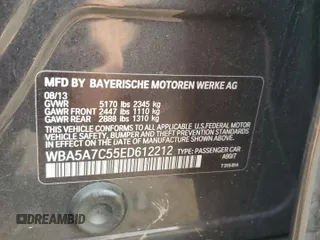 MFD BY BAYERISCHE MOTOREN WERKE AG
08/13
GVWR 5170 lbs 2345 kg
GAWR FRONT 2447 lbs 1110 kg
GAWR REAR 2888 lbs 1310 kg
THIS VEHICLE CONFORMS TO ALL
APPLICABLE U.S. FEDERAL MOTOR
VEHICLE SAFETY, BUMPER, AND
THEFT PREVENTION STANDARDS IN
EFFECT ON THE DATE OF
MANUFACTURE SHOWN ABOVE.
WBA5A7C55ED612212 TYPE: PASSENGER CAR
DREAMBID